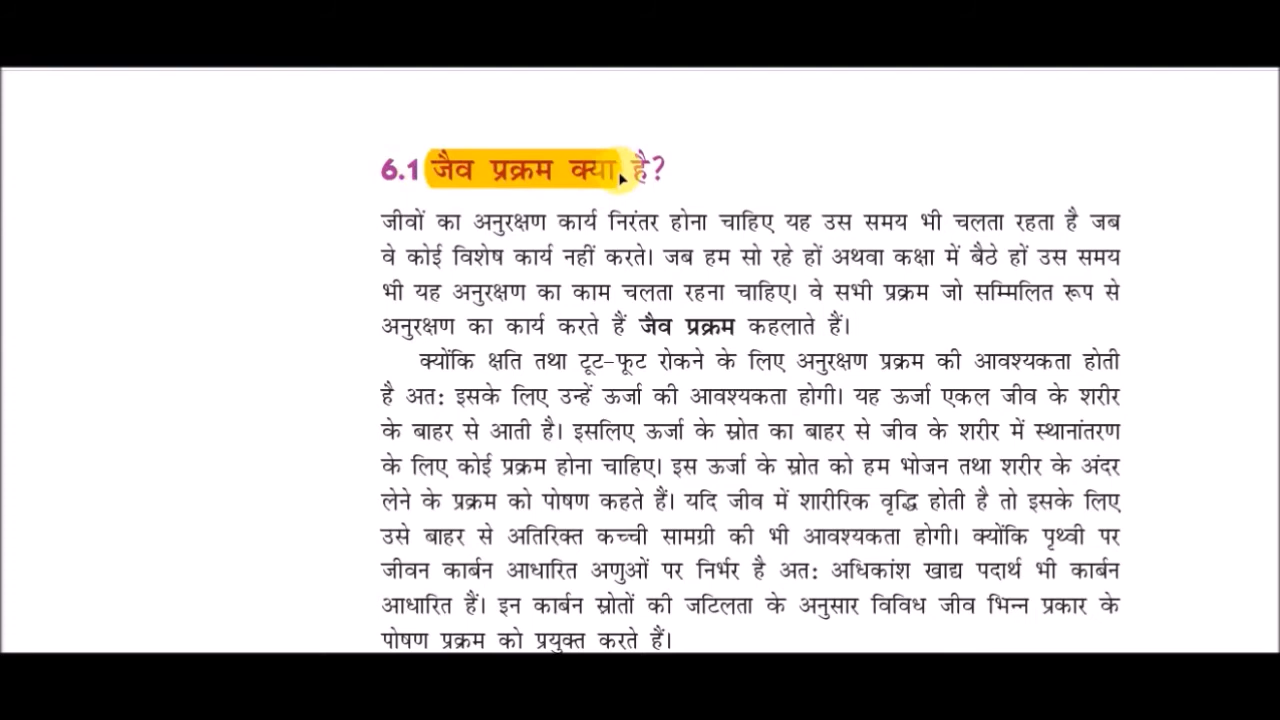 6.1 जैव प्रक्रम क्या है?
जीवों का अनुरक्षण कार्य निरंतर होना चाहिए यह उस समय भी चलता रहता है जब
वे कोई विशेष कार्य नहीं करते। जब हम सो रहे हों अथवा कक्षा में बैठे हों उस समय
भी यह अनुरक्षण का काम चलता रहना चाहिए। वे सभी प्रक्रम जो सम्मिलित रूप से
अनुरक्षण का कार्य करते हैं जैव प्रक्रम कहलाते हैं।
क्योंकि क्षति तथा टूट-फूट रोकने के लिए अनुरक्षण प्रक्रम की आवश्यकता होती
है अत: इसके लिए उन्हें ऊर्जा की आवश्यकता होगी। यह ऊर्जा एकल जीव के शरीर
के बाहर से आती है। इसलिए ऊर्जा के स्रोत का बाहर से जीव के शरीर में स्थानांतरण
के लिए कोई प्रक्रम होना चाहिए। इस ऊर्जा के स्रोत को हम भोजन तथा शरीर के अंदर
लेने के प्रक्रम को पोषण कहते हैं। यदि जीव में शारीरिक वृद्धि होती है तो इसके लिए
उसे बाहर से अतिरिक्त कच्ची सामग्री की भी आवश्यकता होगी। क्योंकि पृथ्वी पर
जीवन कार्बन आधारित अणुओं पर निर्भर है अत: अधिकांश खाद्य पदार्थ भी कार्बन
आधारित हैं। इन कार्बन स्रोतों की जटिलता के अनुसार विविध जीव भिन्न प्रकार के
पोषण प्रक्रम को प्रयुक्त करते हैं।